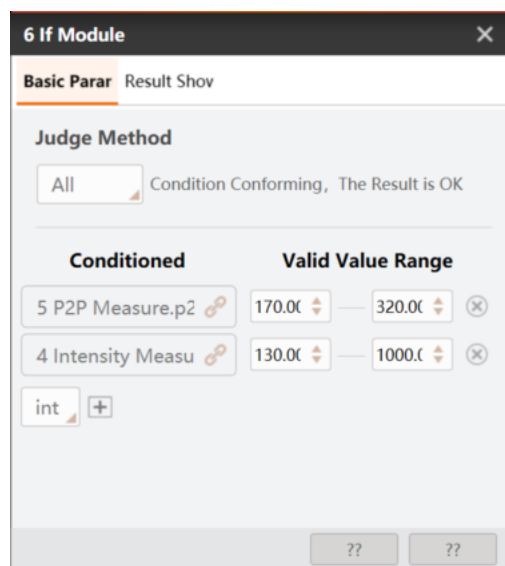 6 If Module
Basic Parar Result Shov
Judge Method
All Condition Conforming, The Result is OK
Conditioned Valid Value Range
5 P2P Measure.p2 170.0( 320.0(
4 Intensity Measu 130.0( 1000.(
int
?? ??